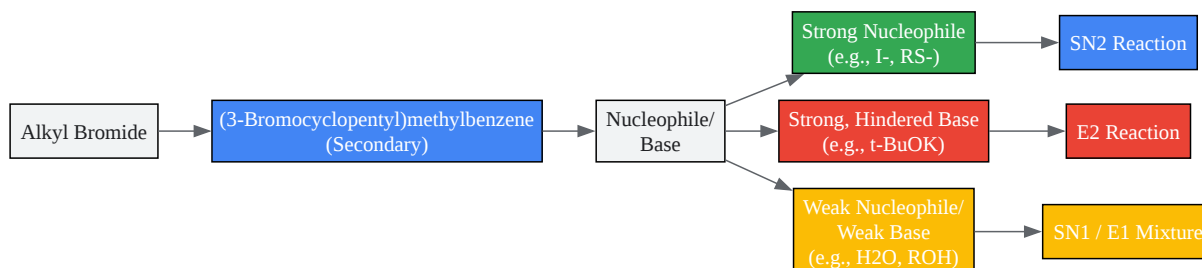 Alkyl Bromide
(3-Bromocyclopentyl)methylbenzene
(Secondary)
Nucleophile/
Base
Strong Nucleophile
(e.g., I-, RS-)
SN2 Reaction
Strong, Hindered Base
(e.g., t-BuOK)
E2 Reaction
Weak Nucleophile/
Weak Base
(e.g., H2O, ROH)
SN1 / E1 Mixture